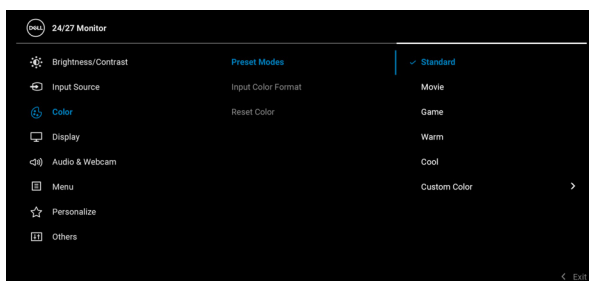 DELL 24/27 Monitor
Brightness/Contrast Preset Modes Standard
Input Source Input Color Format Movie
Color Reset Color Game
Display Warm
Audio & Webcam Cool
Menu Custom Color
Personalize
Others
Exit